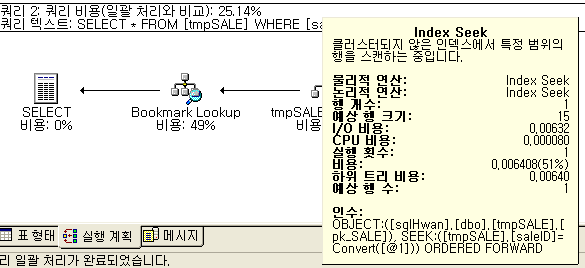 쿼리 2: 쿼리 비용(일괄 처리와 비교): 25.14%
쿼리 텍스트: SELECT * FROM [tmpSALE] WHERE [sa
SELECT
비용: 0%
Bookmark Lookup
비용: 49%
tmpSAL
비용
Index Seek
클러스터되지 않은 인덱스에서 특정 범위의
행을 스캔하는 중입니다.
물리적 연산: Index Seek
논리적 연산: Index Seek
행 개수: 1
예상 행 크기: 15
I/O 비용: 0,00632
CPU 비용: 0,000080
실행 횟수: 1
비용: 0,006408(51%)
하위 트리 비용: 0,00640
예상 행 수: 1
인수:
OBJECT:([sqlHwan],[dbo],[tmpSALE],[
pk_SALE]), SEEK:([tmpSALE],[saleID]=
Convert([@1])) ORDERED FORWARD
표 형태 실행 계획 메시지
리 일괄 처리가 완료되었습니다.